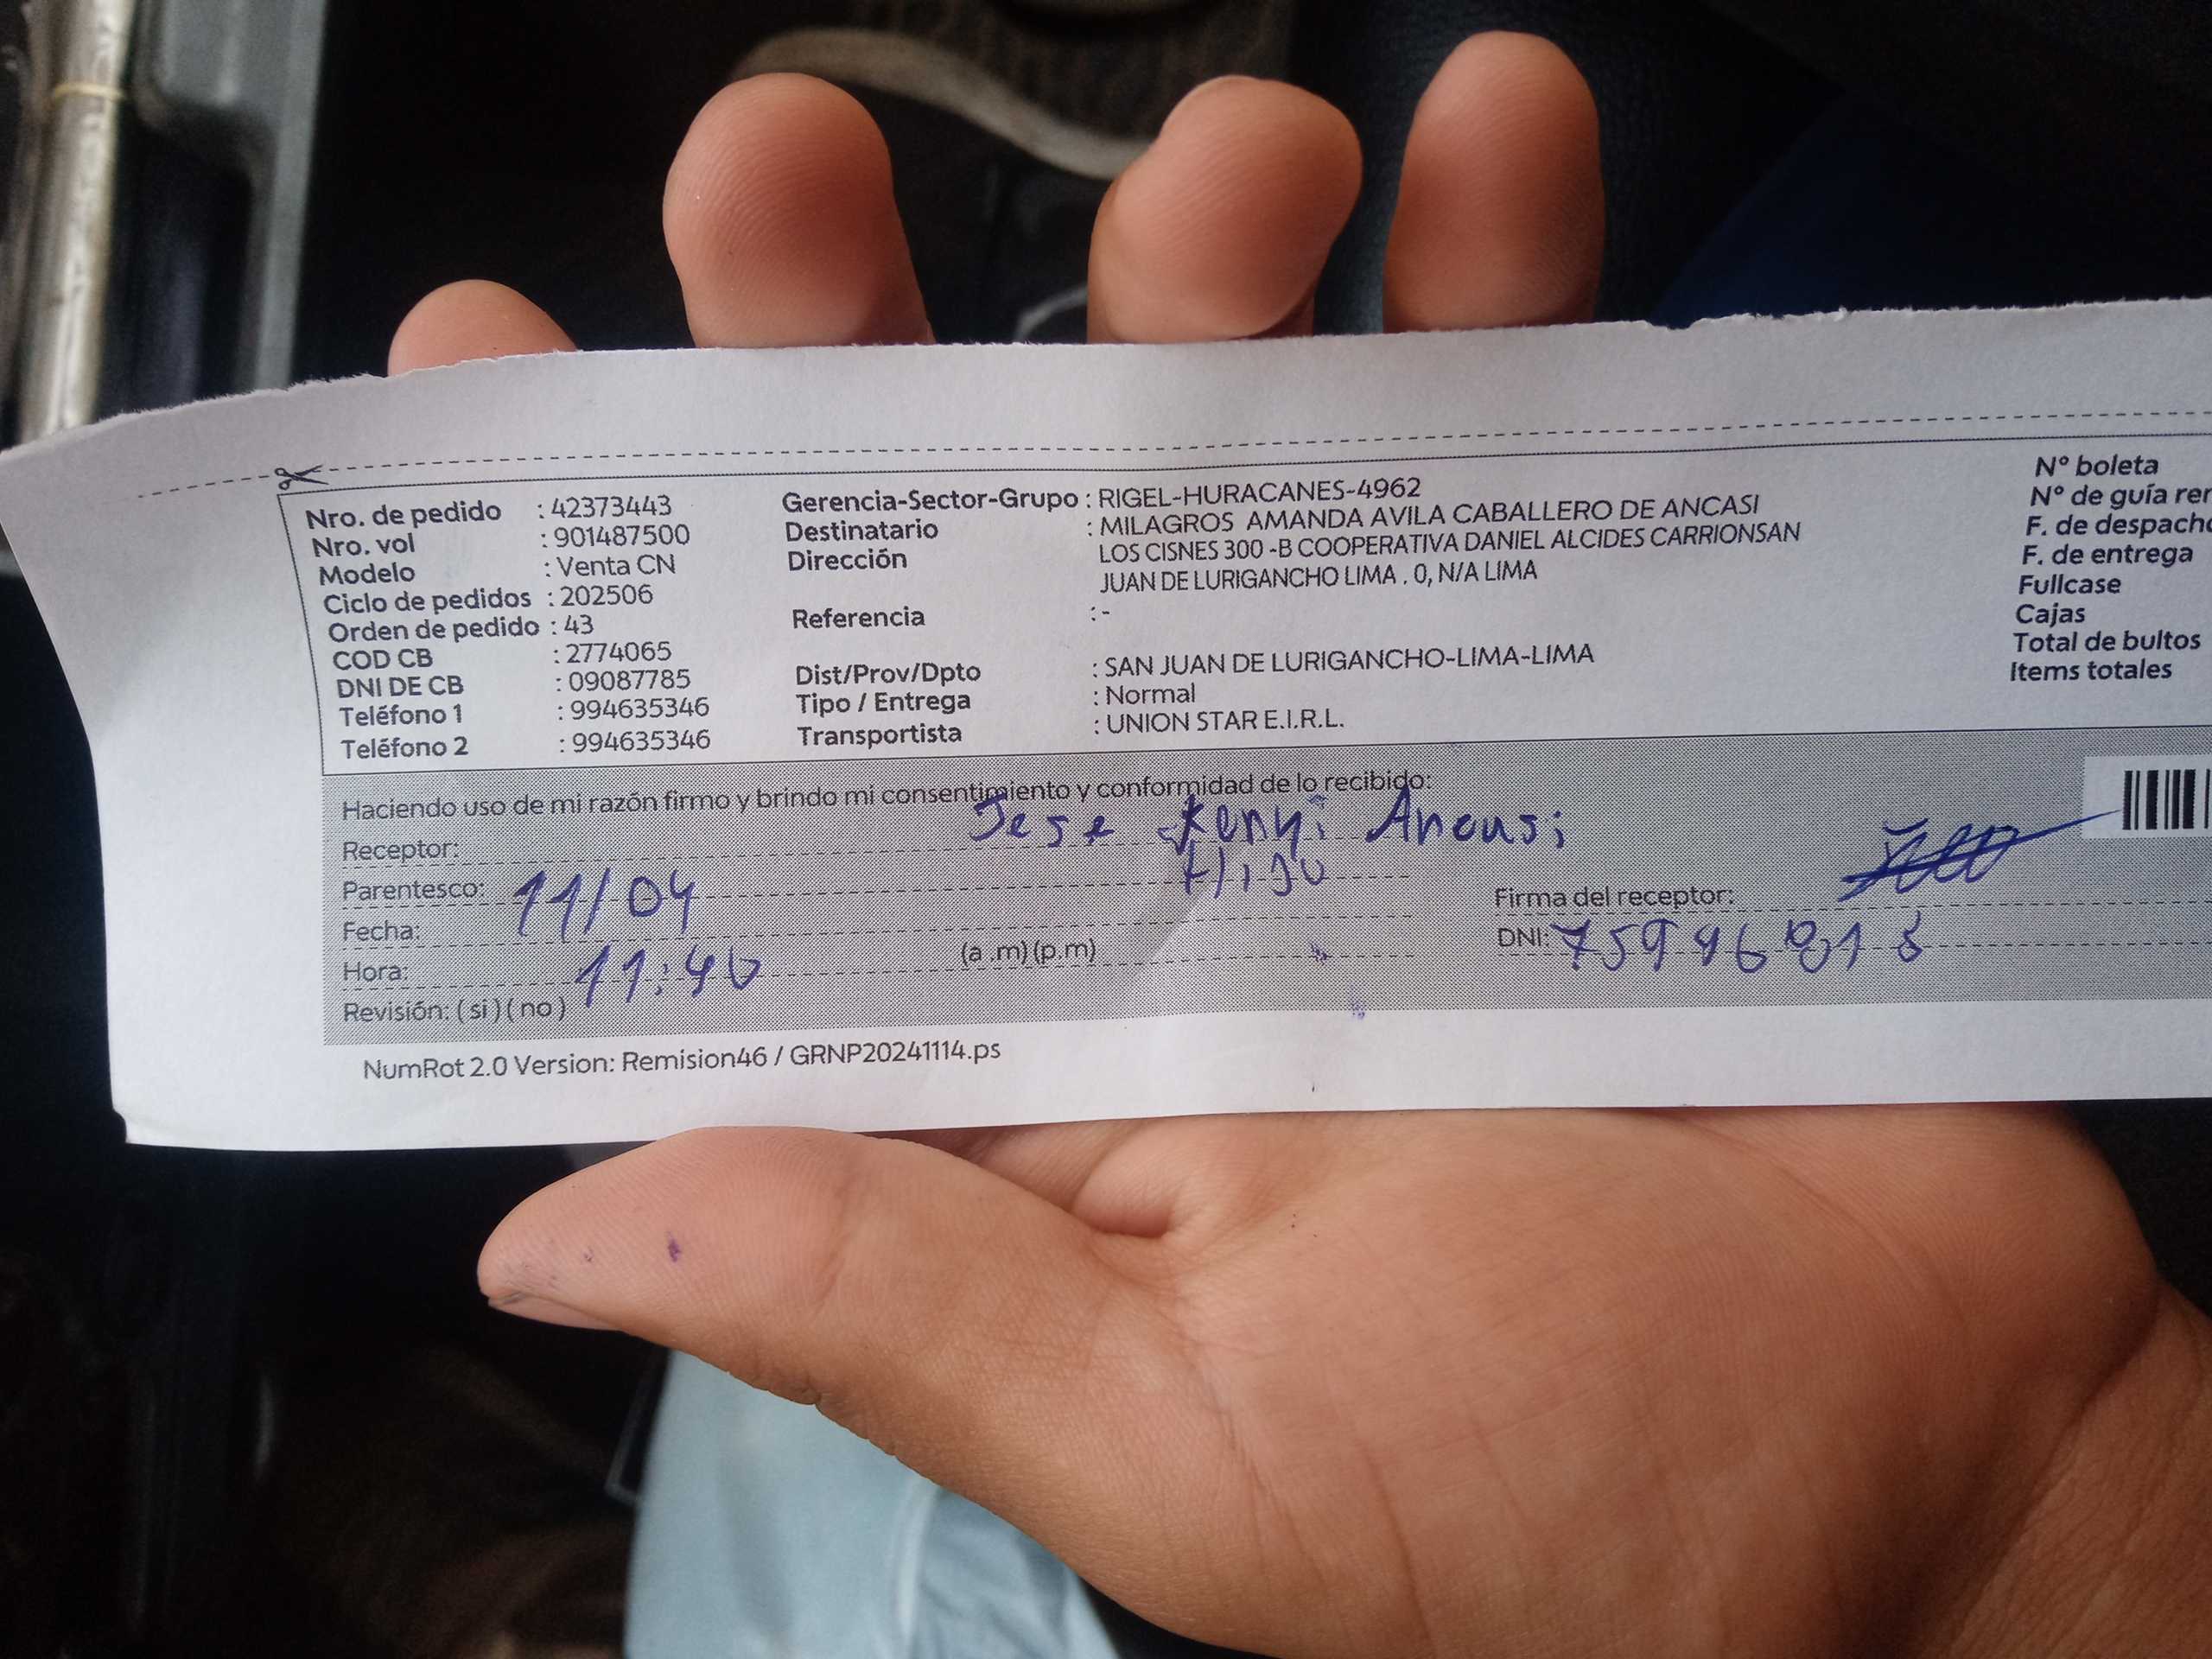 Nro. de pedido : 42373443
Nro. vol : 901487500
Modelo : Venta CN
Ciclo de pedidos : 202506
Orden de pedido : 43
COD CB : 2774065
DNI DE CB : 09087785
Teléfono 1 : 994635346
Teléfono 2 : 994635346
Gerencia-Sector-Grupo : RIGEL-HURACANES-4962
Destinatario : MILAGROS AMANDA AVILA CABALLERO DE ANCASI
Dirección LOS CISNES 300 -B COOPERATIVA DANIEL ALCIDES CARRIONSAN
JUAN DE LURIGANCHO LIMA . 0, N/A LIMA
Referencia : -
Dist/Prov/Dpto : SAN JUAN DE LURIGANCHO-LIMA-LIMA
Tipo / Entrega : Normal
Transportista : UNION STAR E.I.R.L.
N° boleta
N° de guía
F. de despacho
F. de entrega
Fullcase
Cajas
Total de bultos
Items totales
Haciendo uso de mi razón firmo y brindo mi consentimiento y conformidad de lo recibido:
Receptor: Kenyi
Parentesco: Hijo
Fecha: 11/04
Hora: 11:40 (a .m) (p.m)
Revisión: ( si ) ( no )
Firma del receptor:
DNI:
NumRot 2.0 Version: Remision46 / GRNP20241114.ps